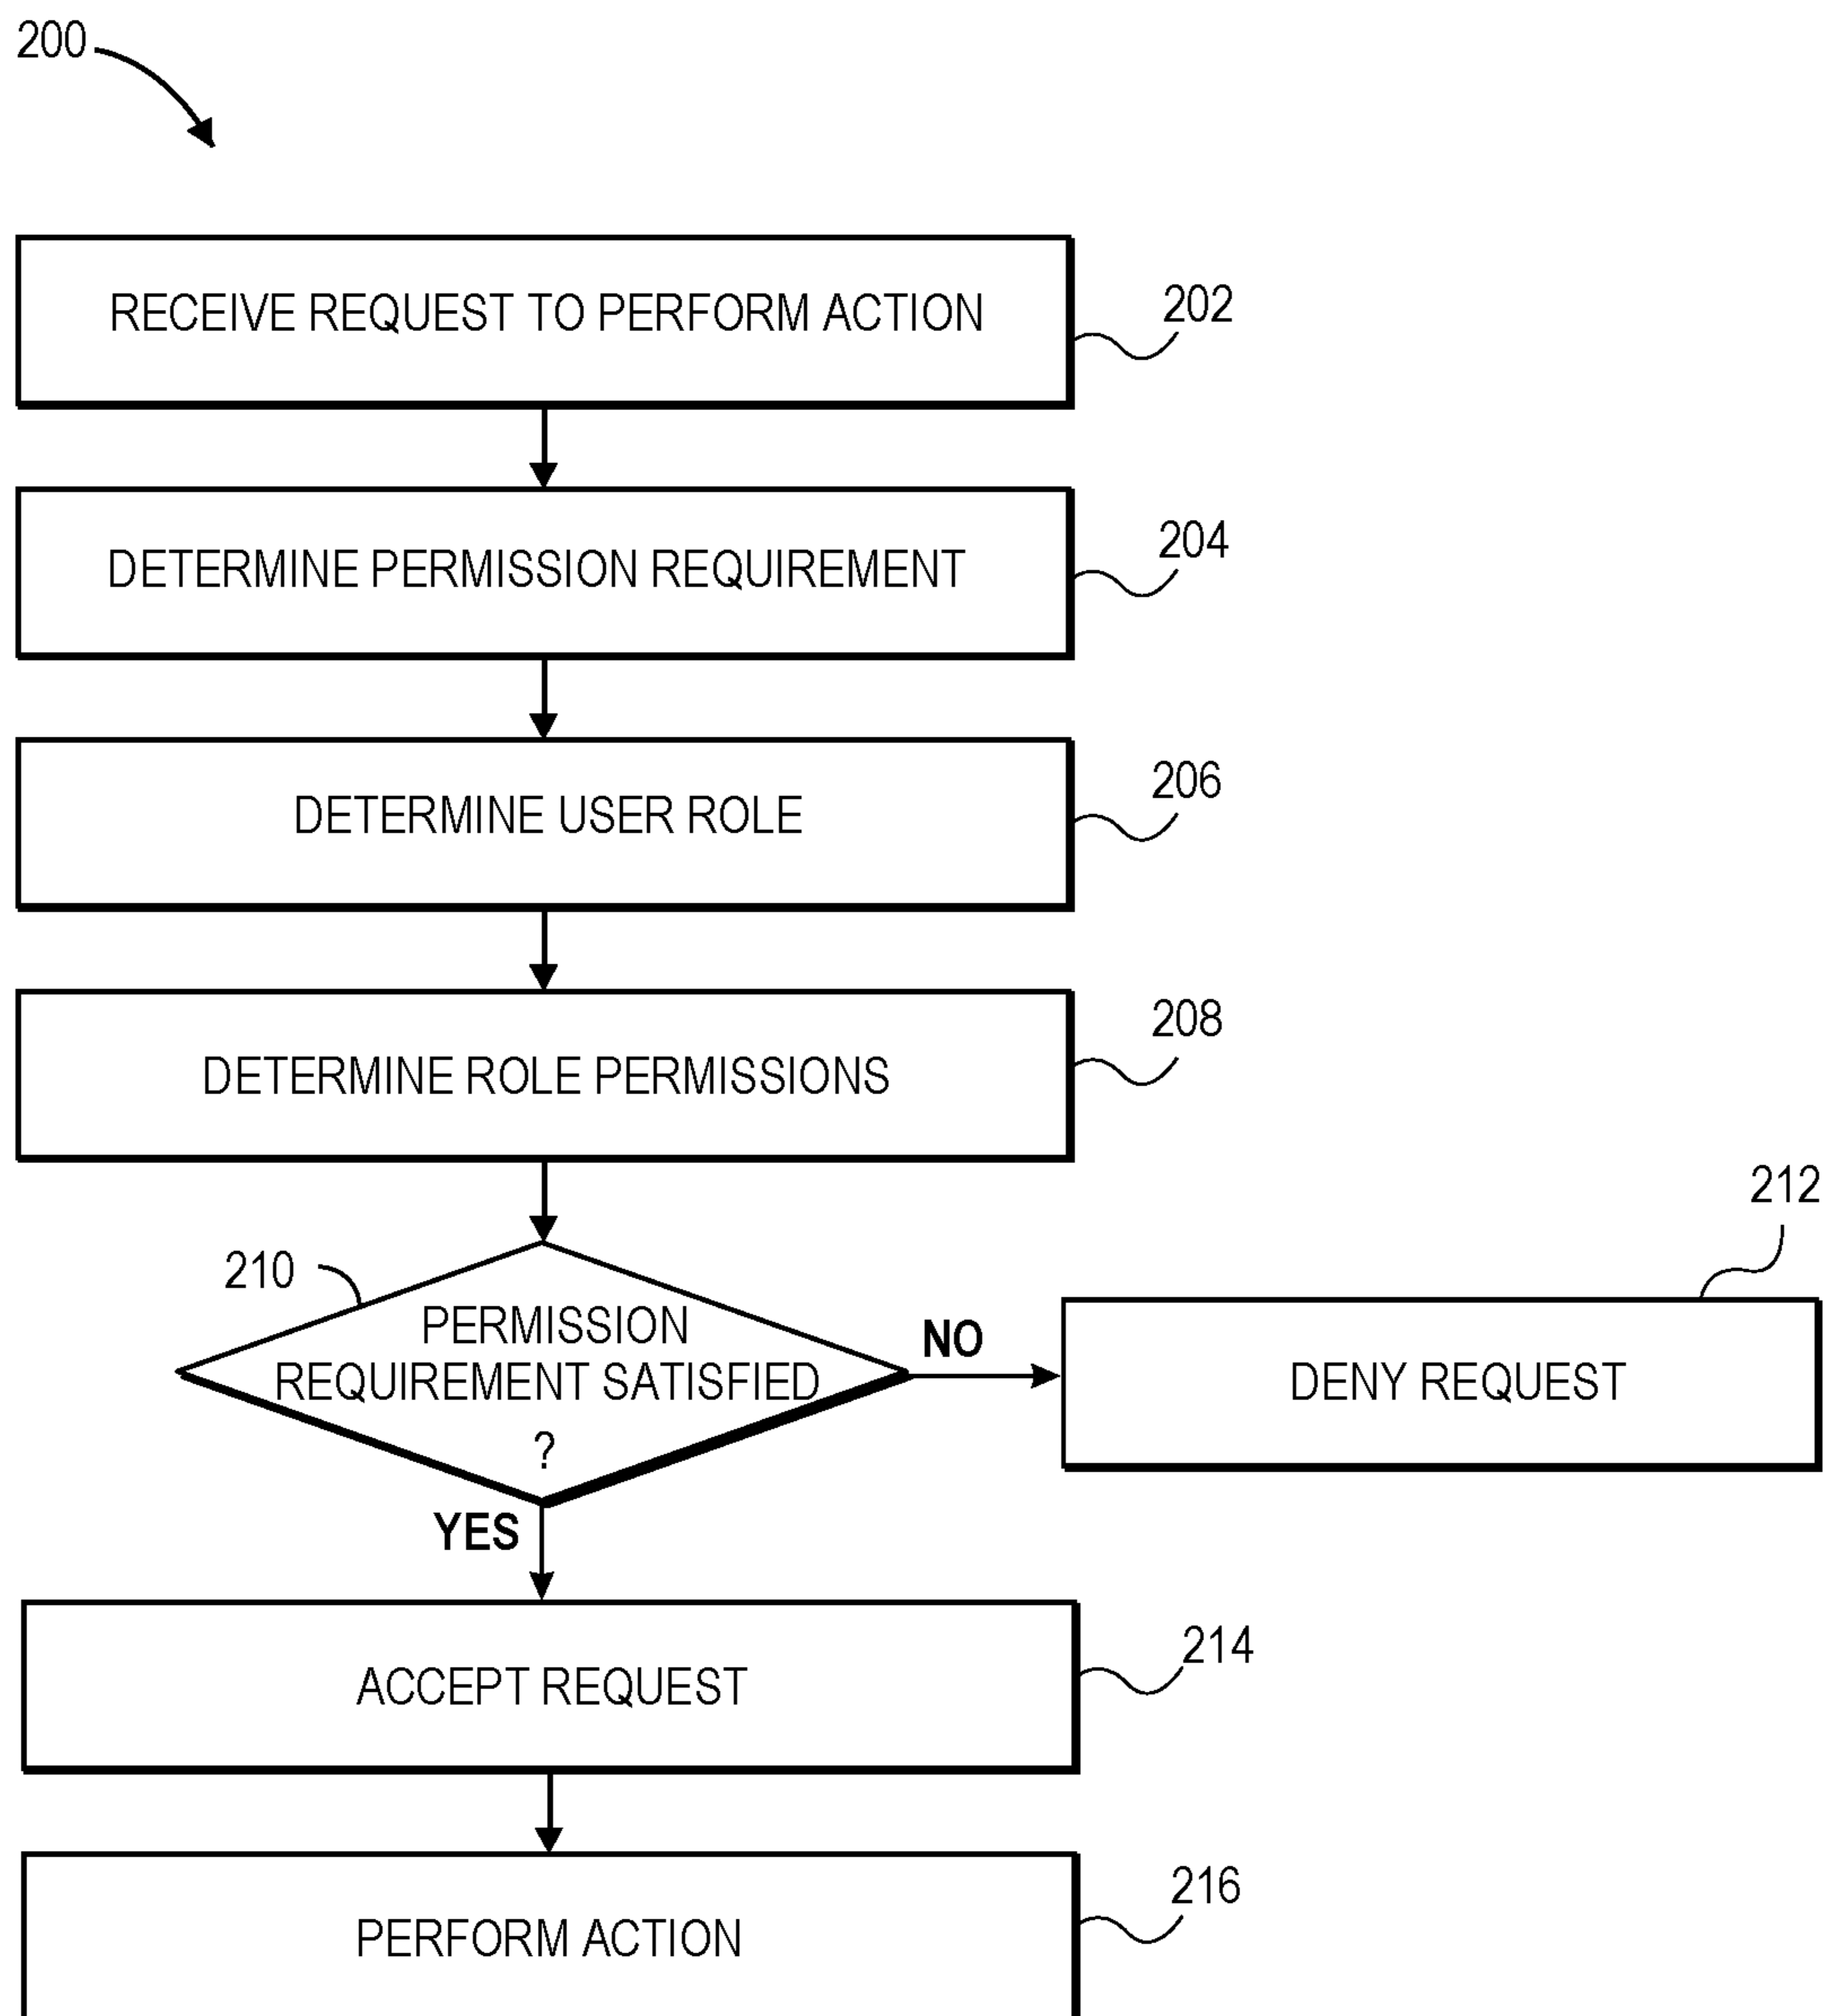 200
RECEIVE REQUEST TO PERFORM ACTION
202
DETERMINE PERMISSION REQUIREMENT
204
DETERMINE USER ROLE
206
DETERMINE ROLE PERMISSIONS
208
210
PERMISSION
REQUIREMENT SATISFIED
?
NO
212
DENY REQUEST
YES
ACCEPT REQUEST
214
PERFORM ACTION
216